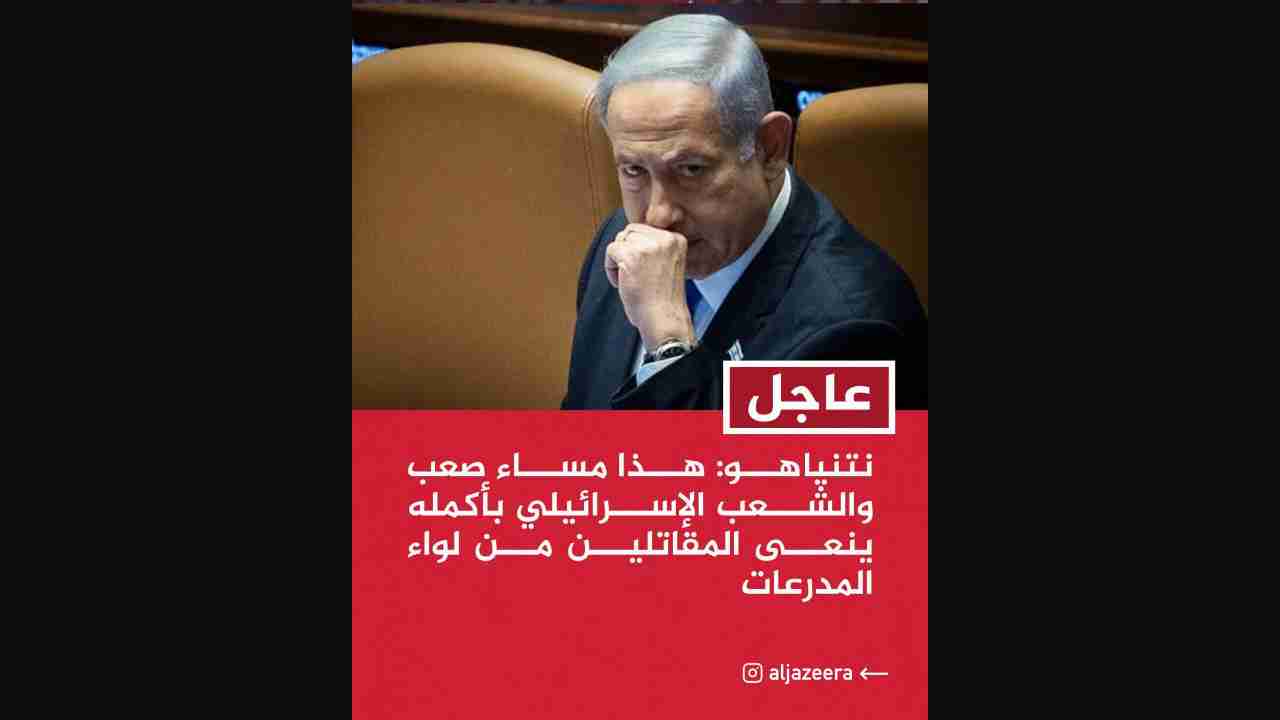 عاجل
نتنياهو: هذا مساء صعب
والشعب الإسرائيلي بأكمله
ينعى المقاتلين من لواء
المدرعات
aljazeera